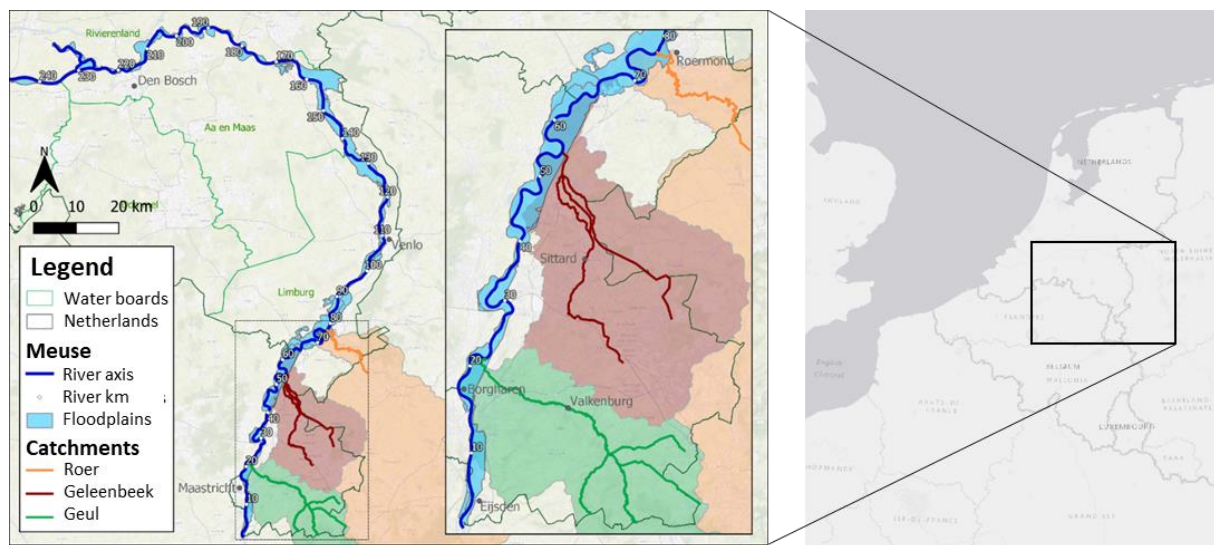 Rivierenland
190
200
210
180
170
160
240
230
220
Den Bosch
150
Aa en Maas
140
130
120
N
0 10 20 km
110
Venlo
100
Limburg
90
80
70
60
50
40
30
20
Maastricht
10
Legend
Water boards
Netherlands
Meuse
River axis
River km
Floodplains
Catchments
Roer
Geleenbeek
Geul
80
Roermond
70
60
50
40
Sittard
30
20
Borgharen
Valkenburg
10
Eijsden
NETHERLANDS
BELGIUM
WALLONIA
LUXEMBOURG